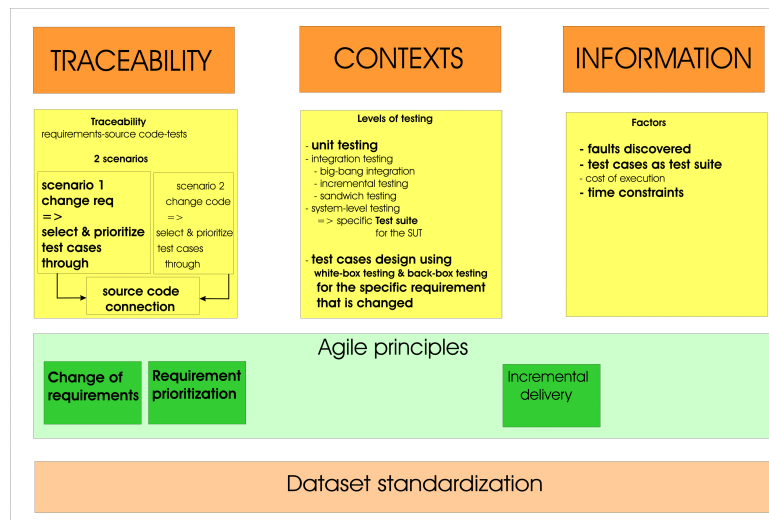 TRACEABILITY
CONTEXTS
INFORMATION
Traceability
requirements-source code-tests
2 scenarios
scenario 1
change req
=>
select & prioritize
test cases
through
scenario 2
change code
=>
select & prioritize
test cases
through
source code
connection
Levels of testing
- unit testing
- integration testing
- big-bang integration
- incremental testing
- sandwich testing
- system-level testing
=> specific Test suite
for the SUT
- test cases design using
white-box testing & back-box testing
for the specific requirement
that is changed
Factors
- faults discovered
- test cases as test suite
- cost of execution
- time constraints
Agile principles
Change of
requirements
Requirement
prioritization
Incremental
delivery
Dataset standardization